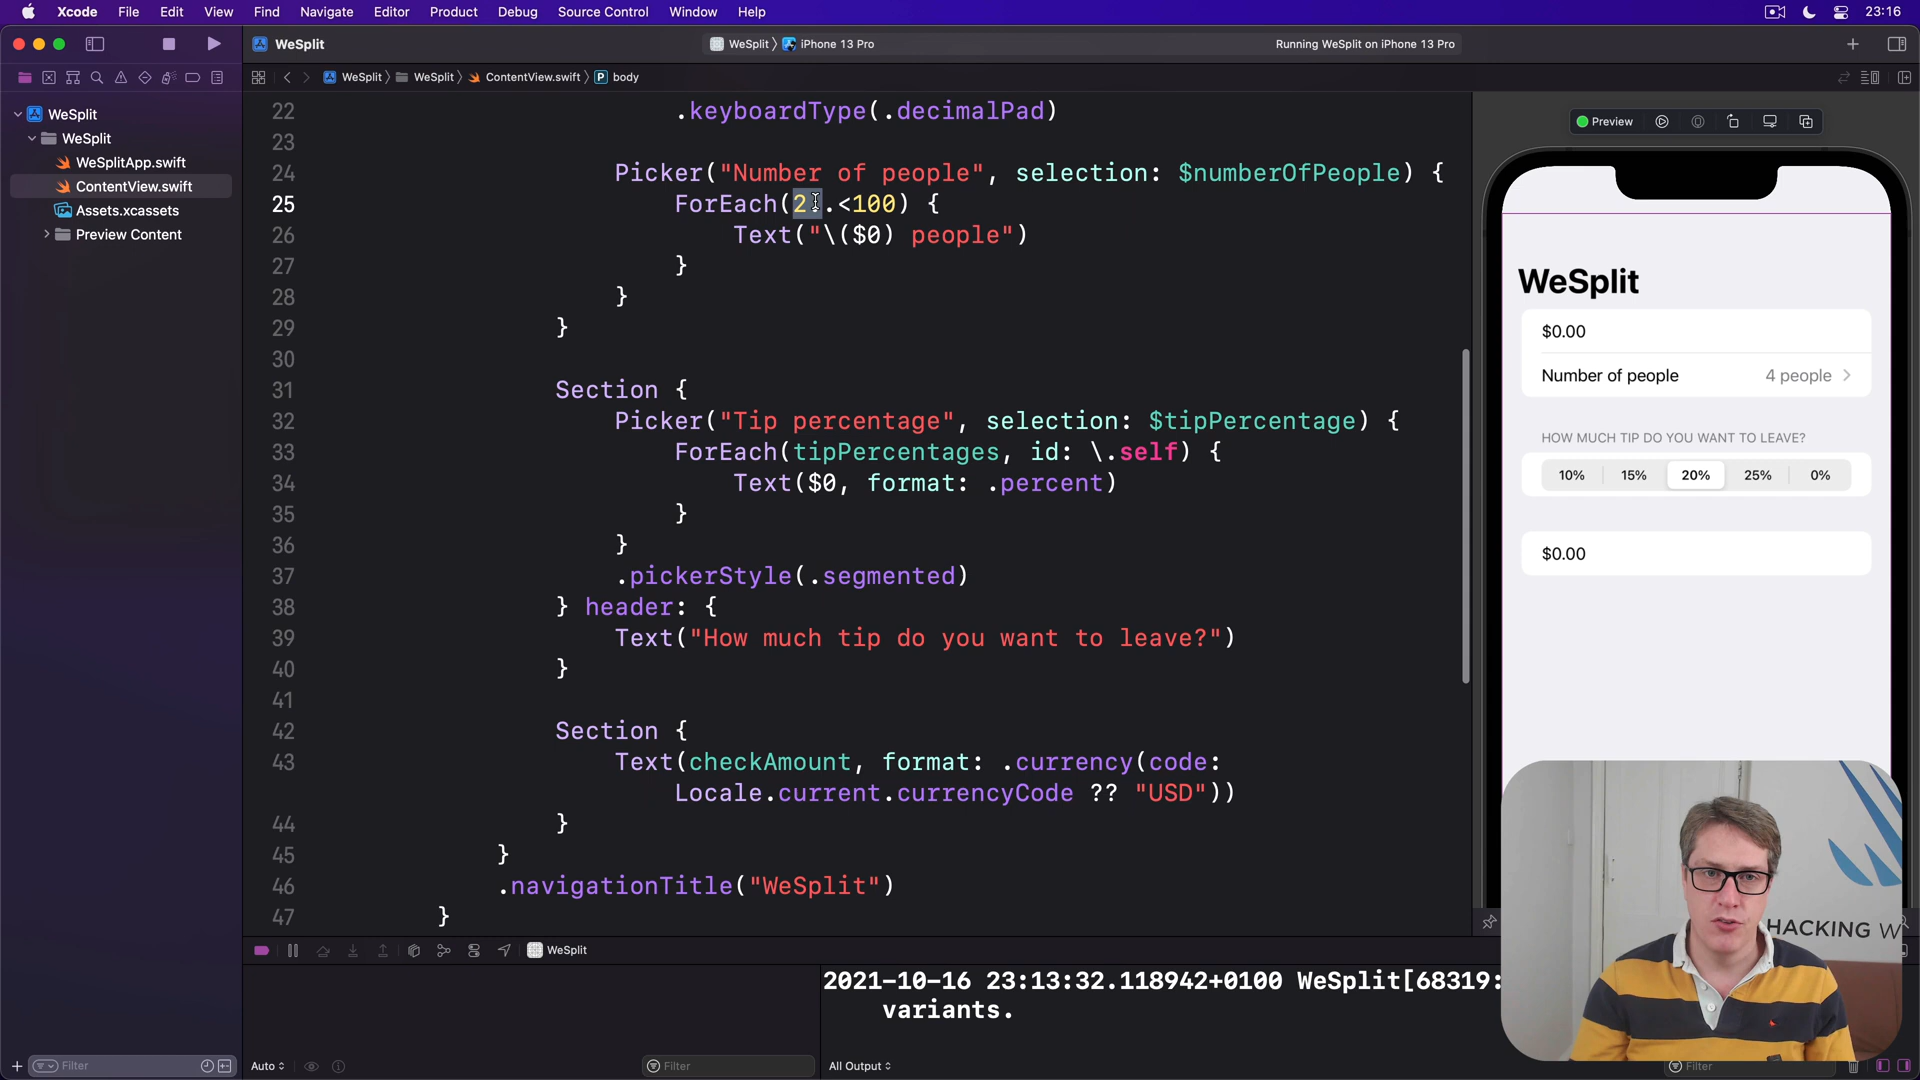 Xcode File Edit View Find Navigate Editor Product Debug Source Control Window Help 23:16
WeSplit WeSplit iPhone 13 Pro Running WeSplit on iPhone 13 Pro
WeSplit WeSplit ContentView.swift P body
WeSplit
WeSplit
WeSplitApp.swift
ContentView.swift
Assets.xcassets
Preview Content
22 .keyboardType(.decimalPad)
23
24 Picker("Number of people", selection: $numberOfPeople) {
25 ForEach(2..<100) {
26 Text("\($0) people")
27 }
28 }
29 }
30
31 Section {
32 Picker("Tip percentage", selection: $tipPercentage) {
33 ForEach(tipPercentages, id: \.self) {
34 Text($0, format: .percent)
35 }
36 }
37 .pickerStyle(.segmented)
38 } header: {
39 Text("How much tip do you want to leave?")
40 }
41
42 Section {
43 Text(checkAmount, format: .currency(code:
Locale.current.currencyCode ?? "USD"))
44 }
45 }
46 .navigationTitle("WeSplit")
47 }
Preview
WeSplit
$0.00
Number of people 4 people
HOW MUCH TIP DO YOU WANT TO LEAVE?
10% 15% 20% 25% 0%
$0.00
HACKING W
WeSplit
2021-10-16 23:13:32.118942+0100 WeSplit[68319:
variants.
Filter Auto Filter All Output Filter